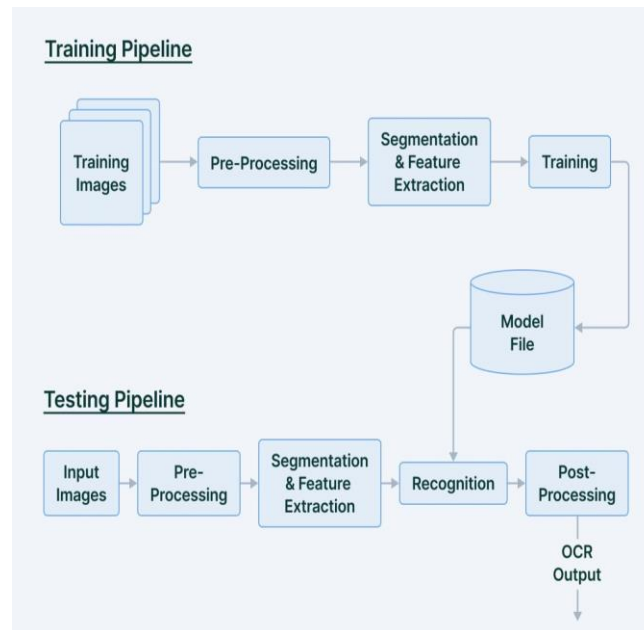 Training Pipeline
Training
Images
Pre-Processing
Segmentation
& Feature
Extraction
Training
Model
File
Testing Pipeline
Input
Images
Pre-
Processing
Segmentation
& Feature
Extraction
Recognition
Post-
Processing
OCR
Output